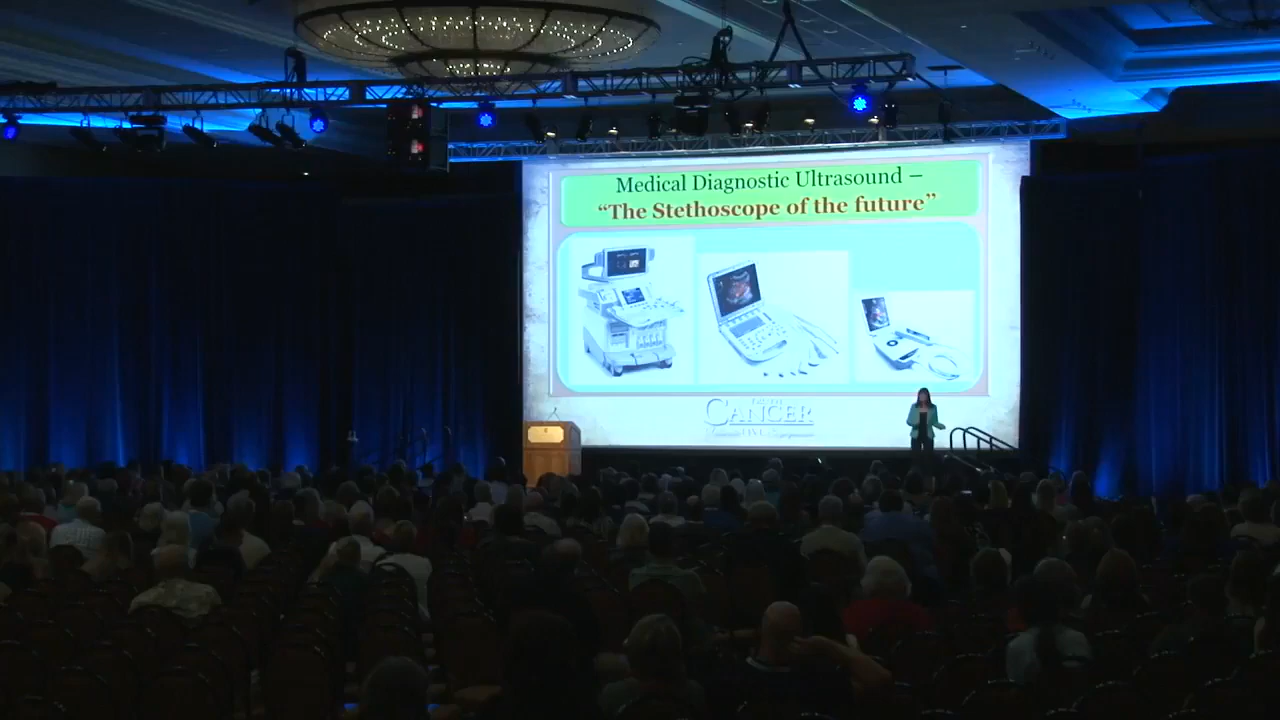 Medical Diagnostic Ultrasound –
“The Stethoscope of the future”
CANCER